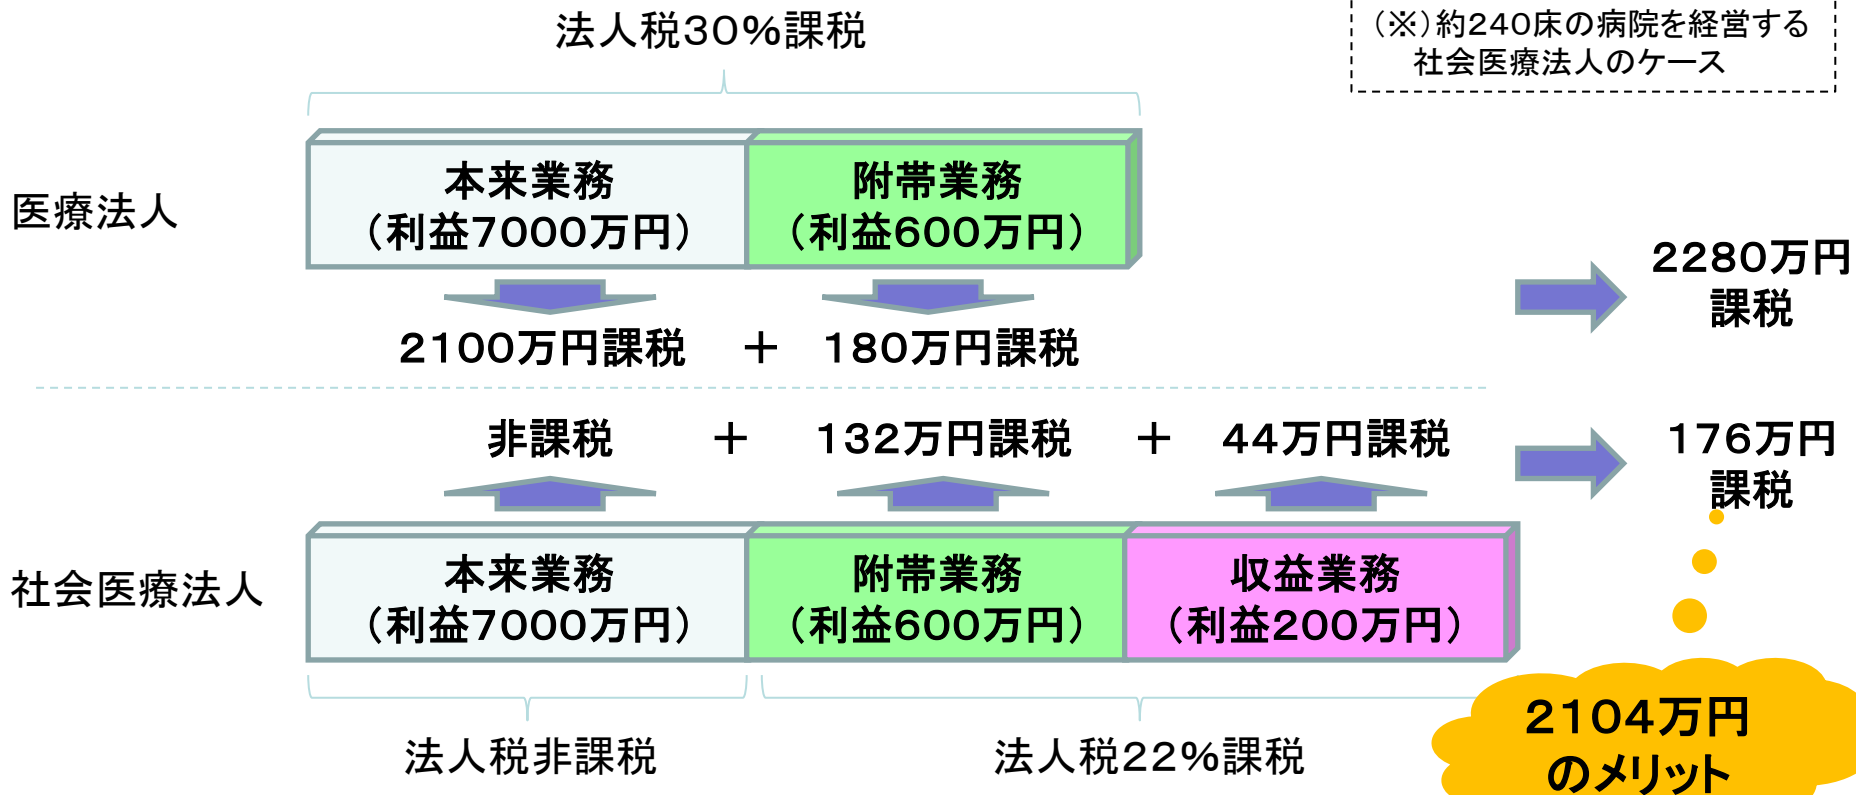 法人税30%課税
(※)約240床の病院を経営する
社会医療法人のケース
医療法人
本来業務
(利益7000万円)
附帯業務
(利益600万円)
2100万円課税 + 180万円課税
2280万円
課税
非課税 + 132万円課税 + 44万円課税
176万円
課税
社会医療法人
本来業務
(利益7000万円)
附帯業務
(利益600万円)
収益業務
(利益200万円)
法人税非課税
法人税22%課税
2104万円
のメリット